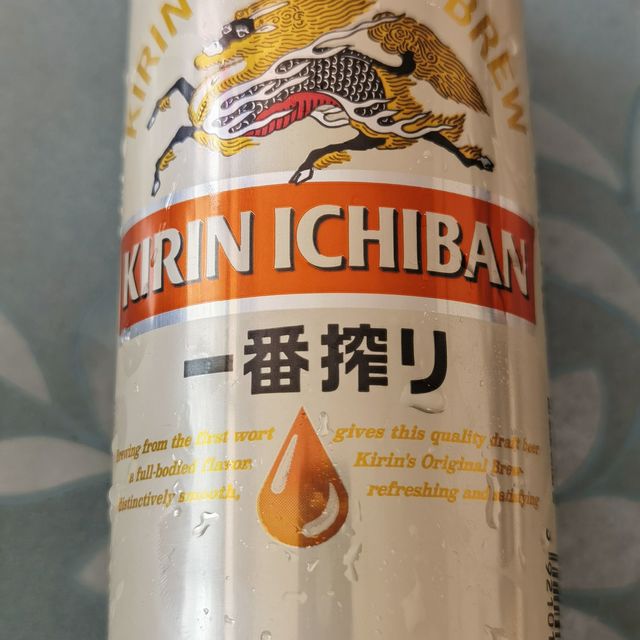 KIRIN BREW
KIRIN ICHIBAN
一番搾り
brewing from the first wort
a full-bodied flavor,
distinctively smooth,
gives this quality draft beer
Kirin's Original Brew-
refreshing and satisfying